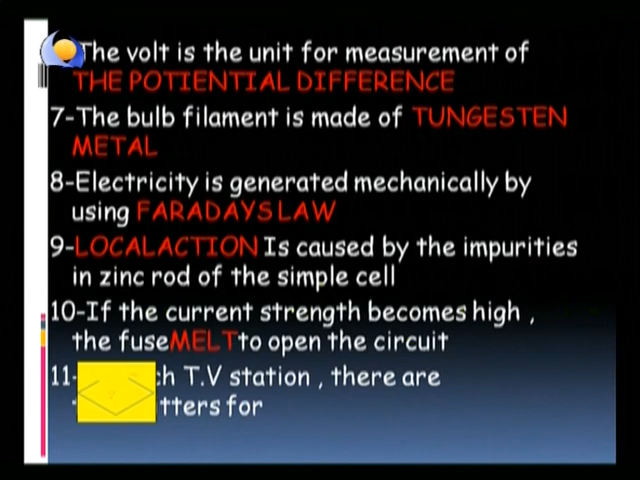 The volt is the unit for measurement of
THE POTIENTIAL DIFFERENCE
7-The bulb filament is made of TUNGESTEN
METAL
8-Electricity is generated mechanically by
using FARADAYS LAW
9-LOCALACTION Is caused by the impurities
in zinc rod of the simple cell
10-If the current strength becomes high ,
the fuseMELTto open the circuit
11- T.V station , there are
for